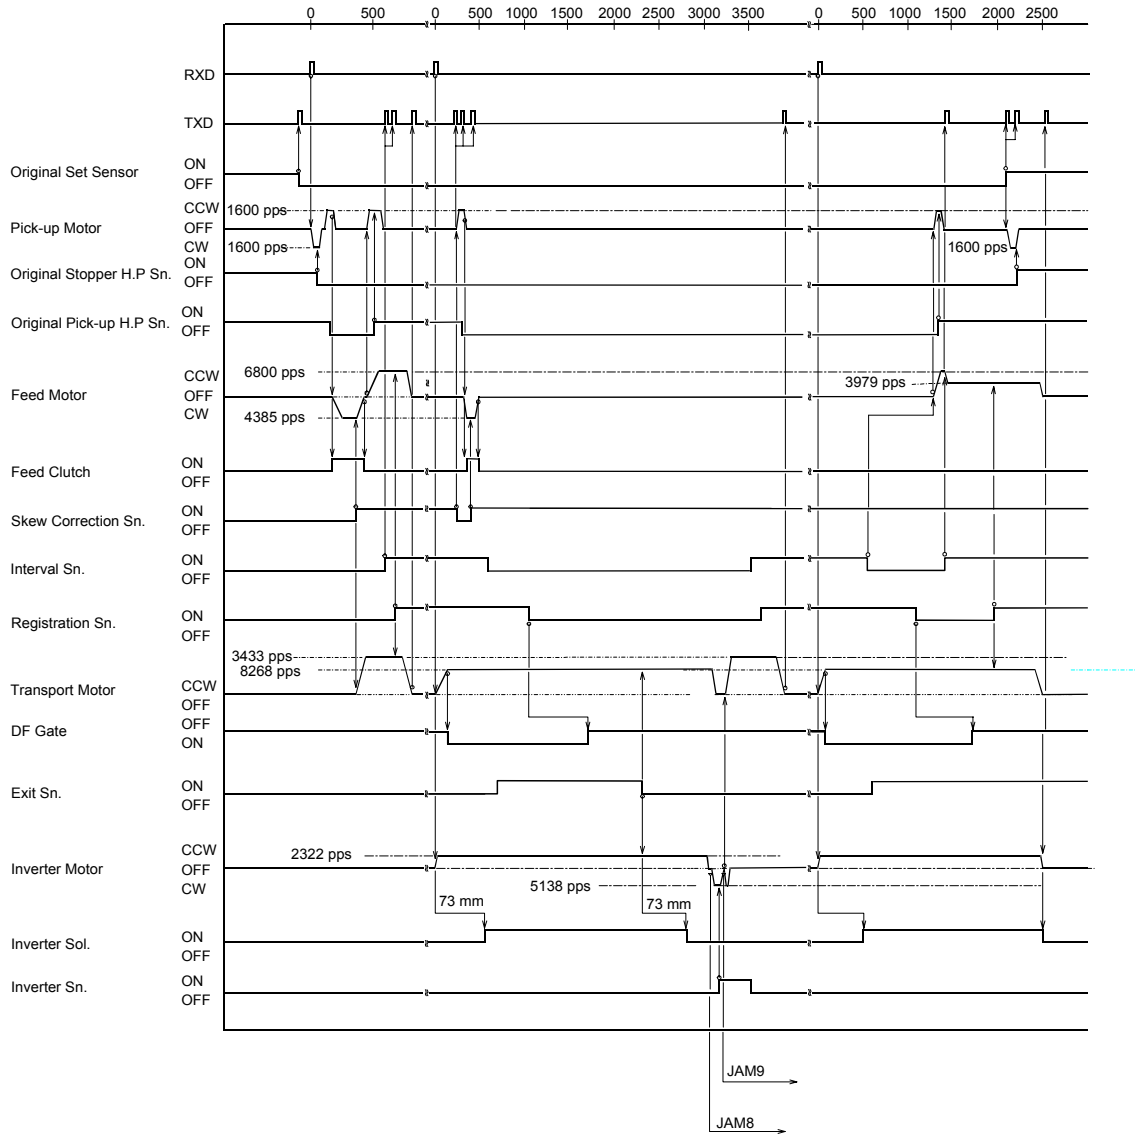 0 500 0 500 1000 1500 2000 2500 3000 3500 0 500 1000 1500 2000 2500
RXD
TXD
Original Set Sensor ON
OFF
CCW 1600 pps
Pick-up Motor OFF
CW 1600 pps 1600 pps
ON
Original Stopper H.P Sn. OFF
ON
Original Pick-up H.P Sn. OFF
CCW 6800 pps 3979 pps
Feed Motor OFF
CW 4385 pps
Feed Clutch ON
OFF
Skew Correction Sn. ON
OFF
Interval Sn. ON
OFF
Registration Sn. ON
OFF
3433 pps
8268 pps
Transport Motor CCW
OFF
OFF
DF Gate
ON
Exit Sn. ON
OFF
CCW 2322 pps
Inverter Motor OFF
CW 5138 pps
73 mm 73 mm
Inverter Sol. ON
OFF
Inverter Sn. ON
OFF
JAM9
JAM8